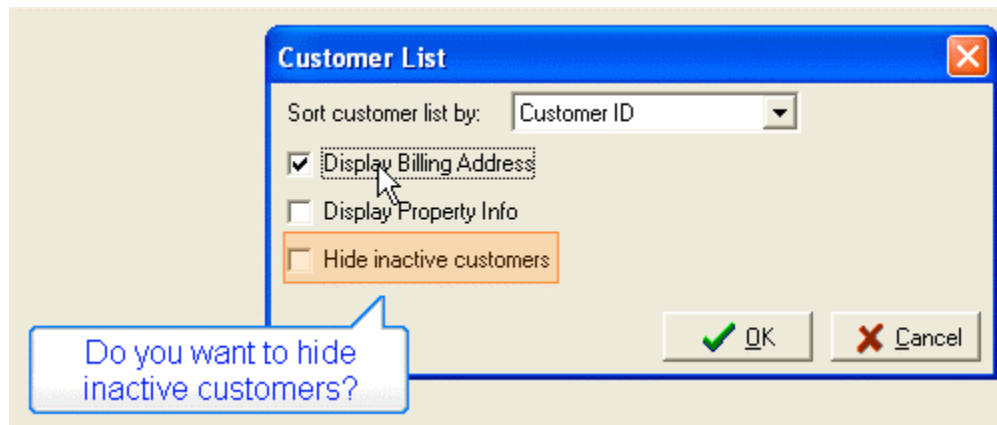 Customer List
Sort customer list by: Customer ID
Display Billing Address
Display Property Info
Hide inactive customers
OK Cancel
Do you want to hide
inactive customers?